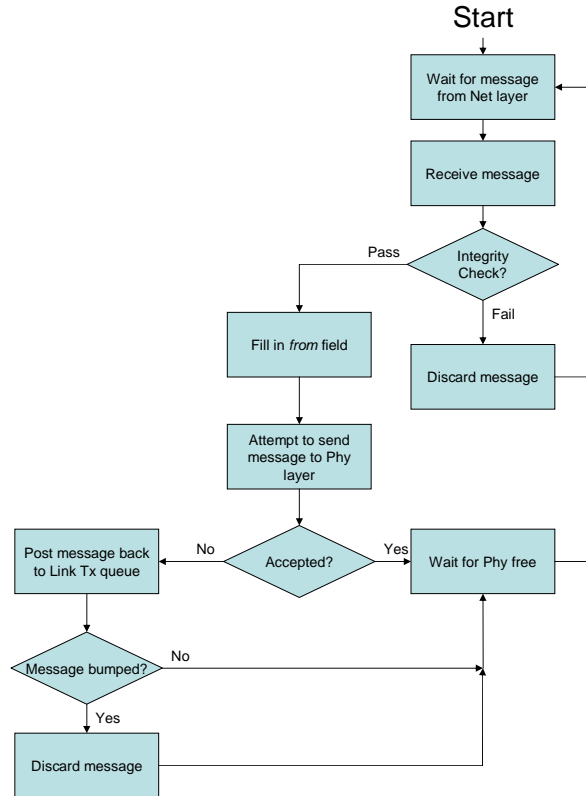 Start
Wait for message
from Net layer
Receive message
Integrity
Check?
Pass
Fail
Fill in from field
Discard message
Attempt to send
message to Phy
layer
Post message back
to Link Tx queue
No
Accepted?
Yes
Wait for Phy free
Message bumped?
No
Yes
Discard message